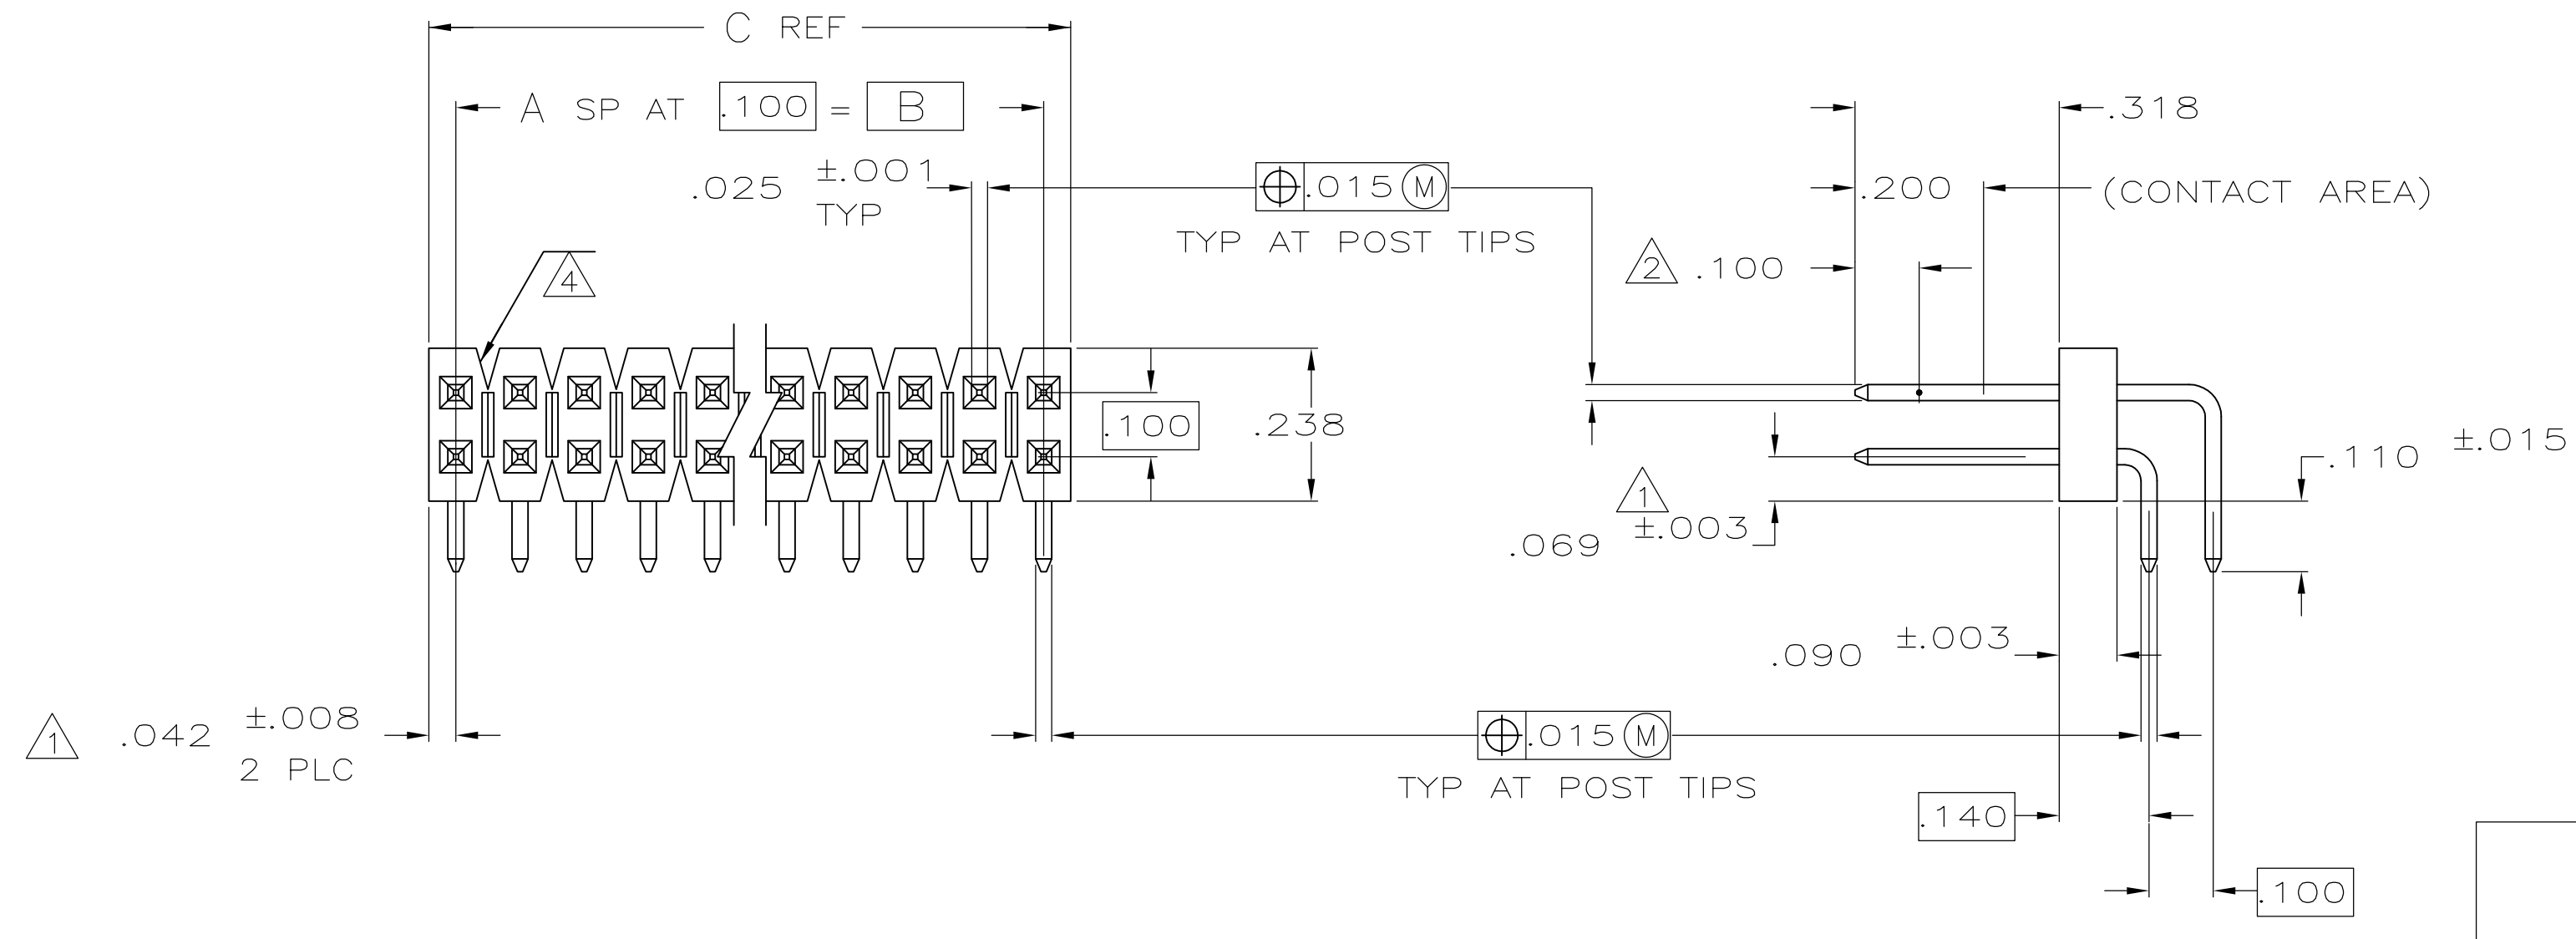 C REF
A SP AT .100 = B
.318
.025 ±.001
TYP
⌖ .015 Ⓜ
TYP AT POST TIPS
.200 (CONTACT AREA)
2 .100
4
.100
.238
.110 ±.015
1
.069 ±.003
.090 ±.003
1 .042 ±.008
2 PLC
⌖ .015 Ⓜ
TYP AT POST TIPS
.140
.100